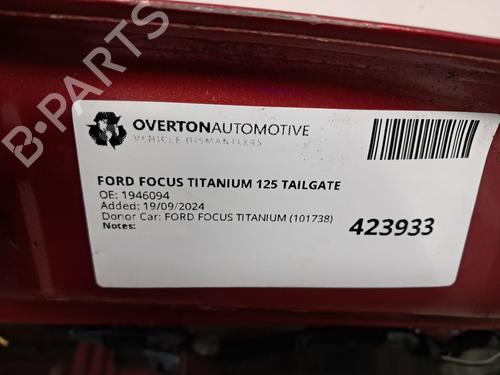 OVERTONAUTOMOTIVE
VEHICLE DISMANTLERS
FORD FOCUS TITANIUM 125 TAILGATE
OE: 1946094
Added: 19/09/2024
Donor Car: FORD FOCUS TITANIUM (101738)
Notes:
423933
B-PARTS